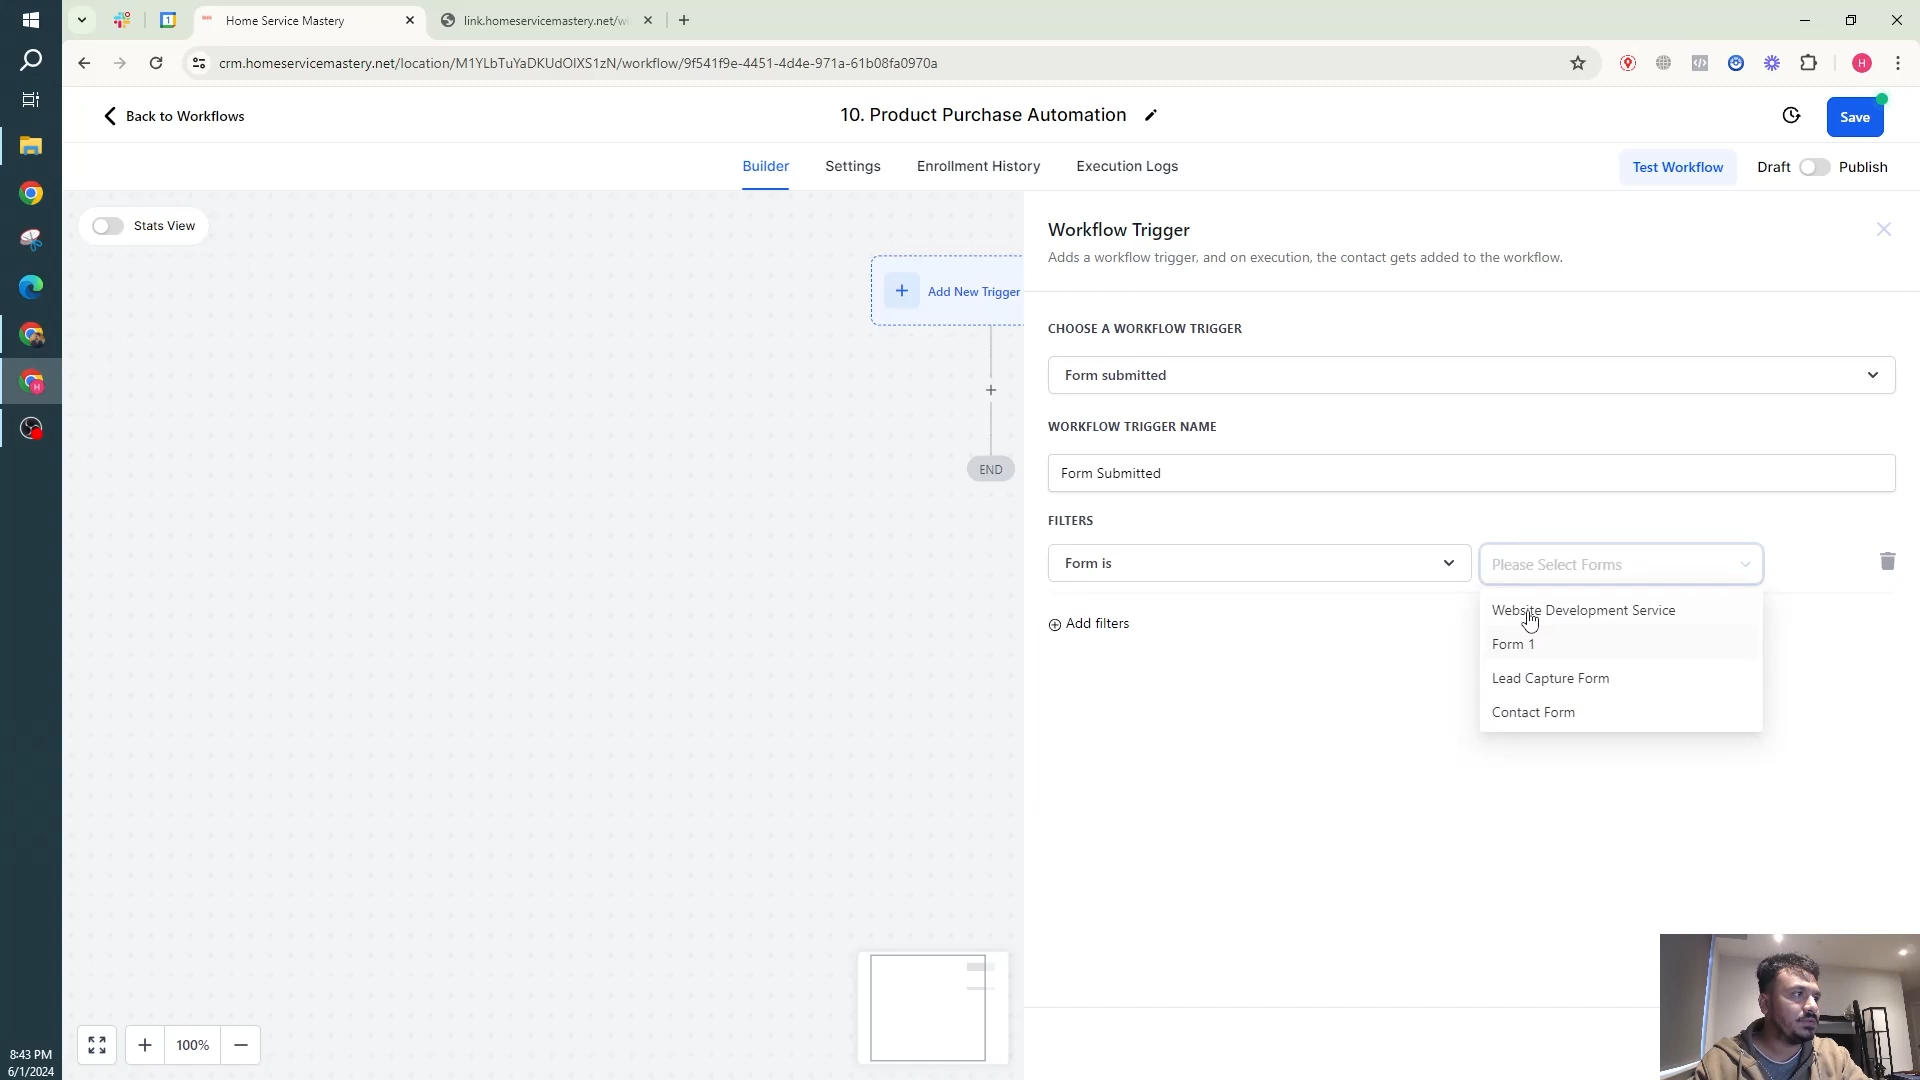 Home Service Mastery
link.homeservicemastery.net/wi
crm.homeservicemastery.net/location/M1YLbTuYaDKUdOIXS1zN/workflow/9f541f9e-4451-4d4e-971a-61b08fa0970a
H
Back to Workflows
10. Product Purchase Automation
Save
Builder
Settings
Enrollment History
Execution Logs
Test Workflow
Draft
Publish
Stats View
Add New Trigger
END
Workflow Trigger
Adds a workflow trigger, and on execution, the contact gets added to the workflow.
CHOOSE A WORKFLOW TRIGGER
Form submitted
WORKFLOW TRIGGER NAME
Form Submitted
FILTERS
Form is
Please Select Forms
Website Development Service
Form 1
Lead Capture Form
Contact Form
Add filters
100%
8:43 PM
6/1/2024